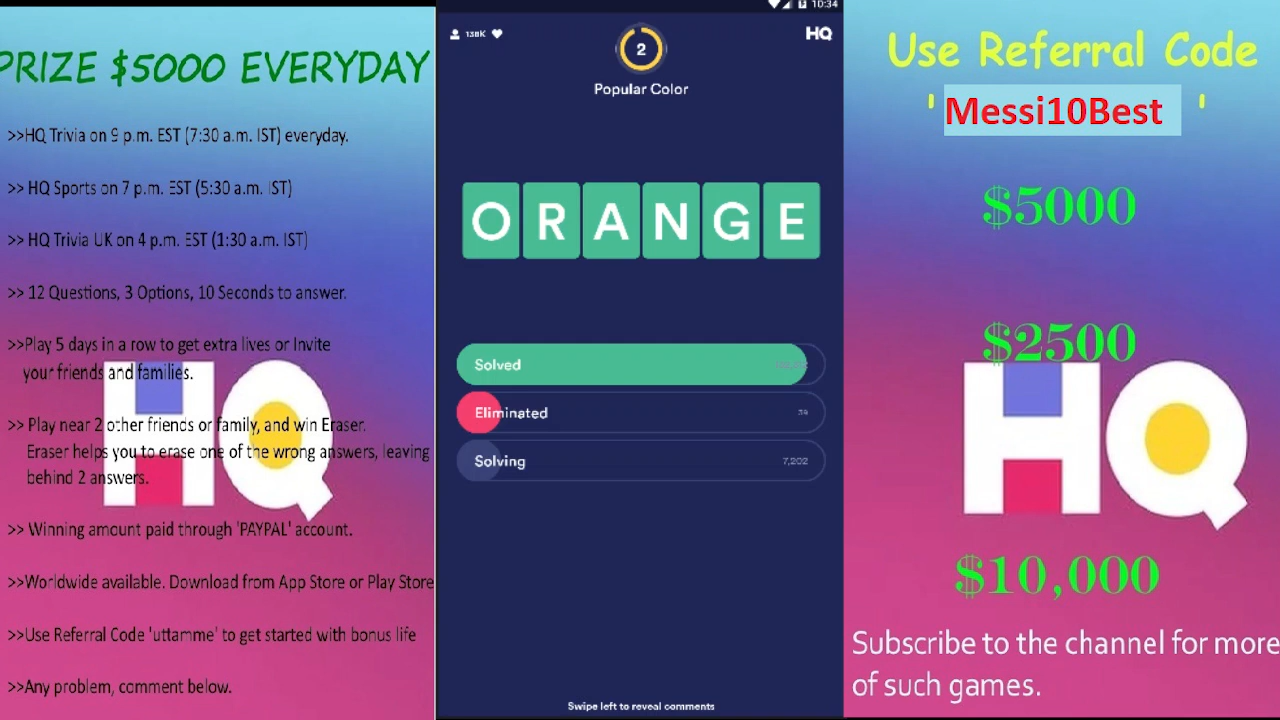 PRIZE $5000 EVERYDAY
>>HQ Trivia on 9 p.m. EST (7:30 a.m. IST) everyday.
>> HQ Sports on 7 p.m. EST (5:30 a.m. IST)
>> HQ Trivia UK on 4 p.m. EST (1:30 a.m. IST)
>> 12 Questions, 3 Options, 10 Seconds to answer.
>>Play 5 days in a row to get extra lives or Invite
your friends and families.
>> Play near 2 other friends or family, and win Eraser.
Eraser helps you to erase one of the wrong answers, leaving
behind 2 answers.
>> Winning amount paid through 'PAYPAL' account.
>>Worldwide available. Download from App Store or Play Store
>>Use Referral Code 'uttamme' to get started with bonus life
>>Any problem, comment below.
HQ
10:34
138K
HQ
2
Popular Color
ORANGE
Solved
Eliminated 39
Solving 7,202
Swipe left to reveal comments
Use Referral Code
' Messi10Best '
$5000
$2500
HQ
$10,000
Subscribe to the channel for more
of such games.